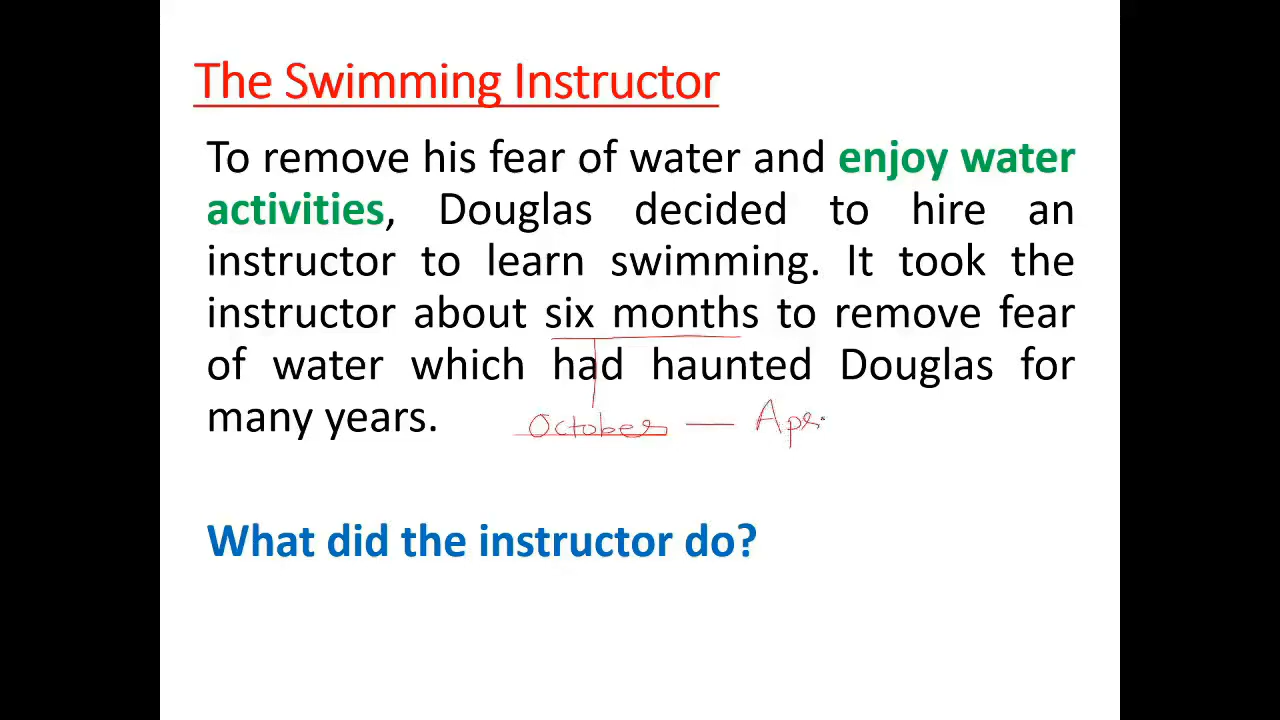 The Swimming Instructor
To remove his fear of water and enjoy water
activities, Douglas decided to hire an
instructor to learn swimming. It took the
instructor about six months to remove fear
of water which had haunted Douglas for
many years.
October — Apr
What did the instructor do?